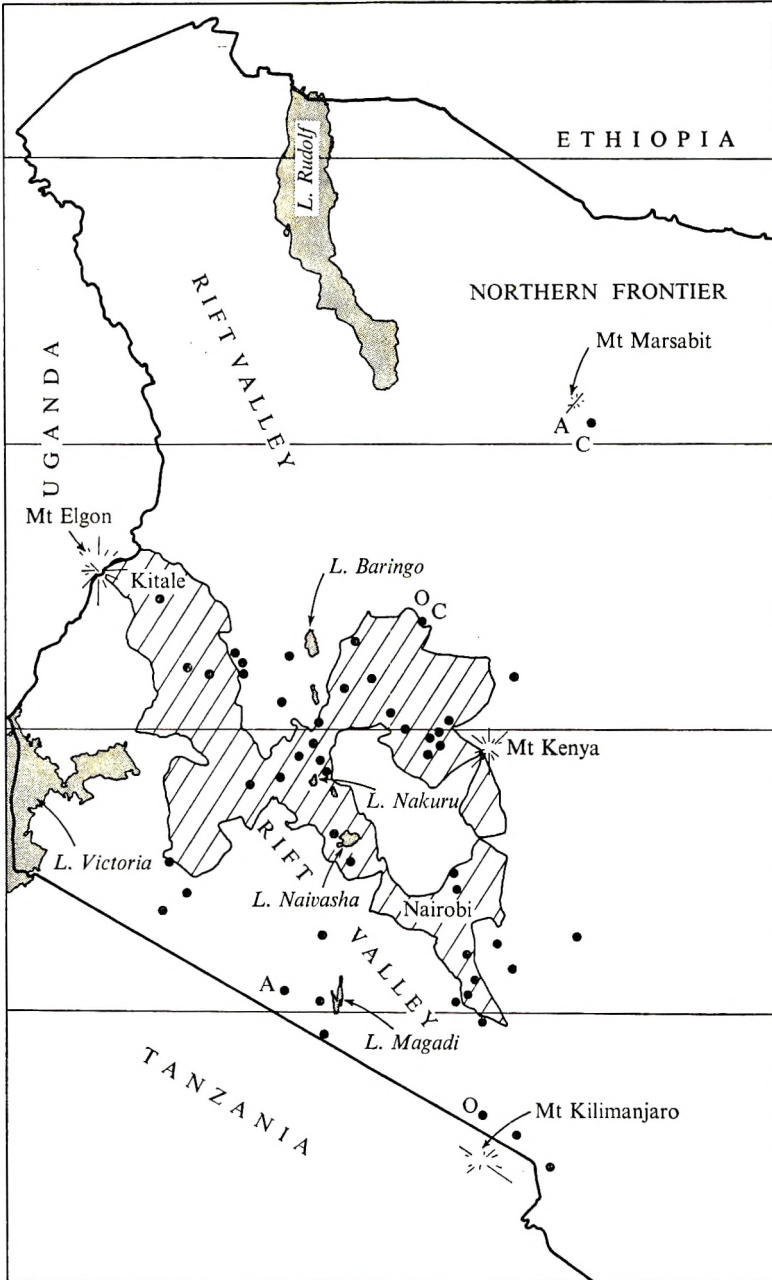 ETHIOPIA
L. Rudolf
RIFT VALLEY
NORTHERN FRONTIER
Mt Marsabit
A
C
UGANDA
Mt Elgon
Kitale
L. Baringo
O
C
Mt Kenya
L. Nakuru
L. Victoria
RIFT VALLEY
L. Naivasha
Nairobi
A
L. Magadi
TANZANIA
O
Mt Kilimanjaro